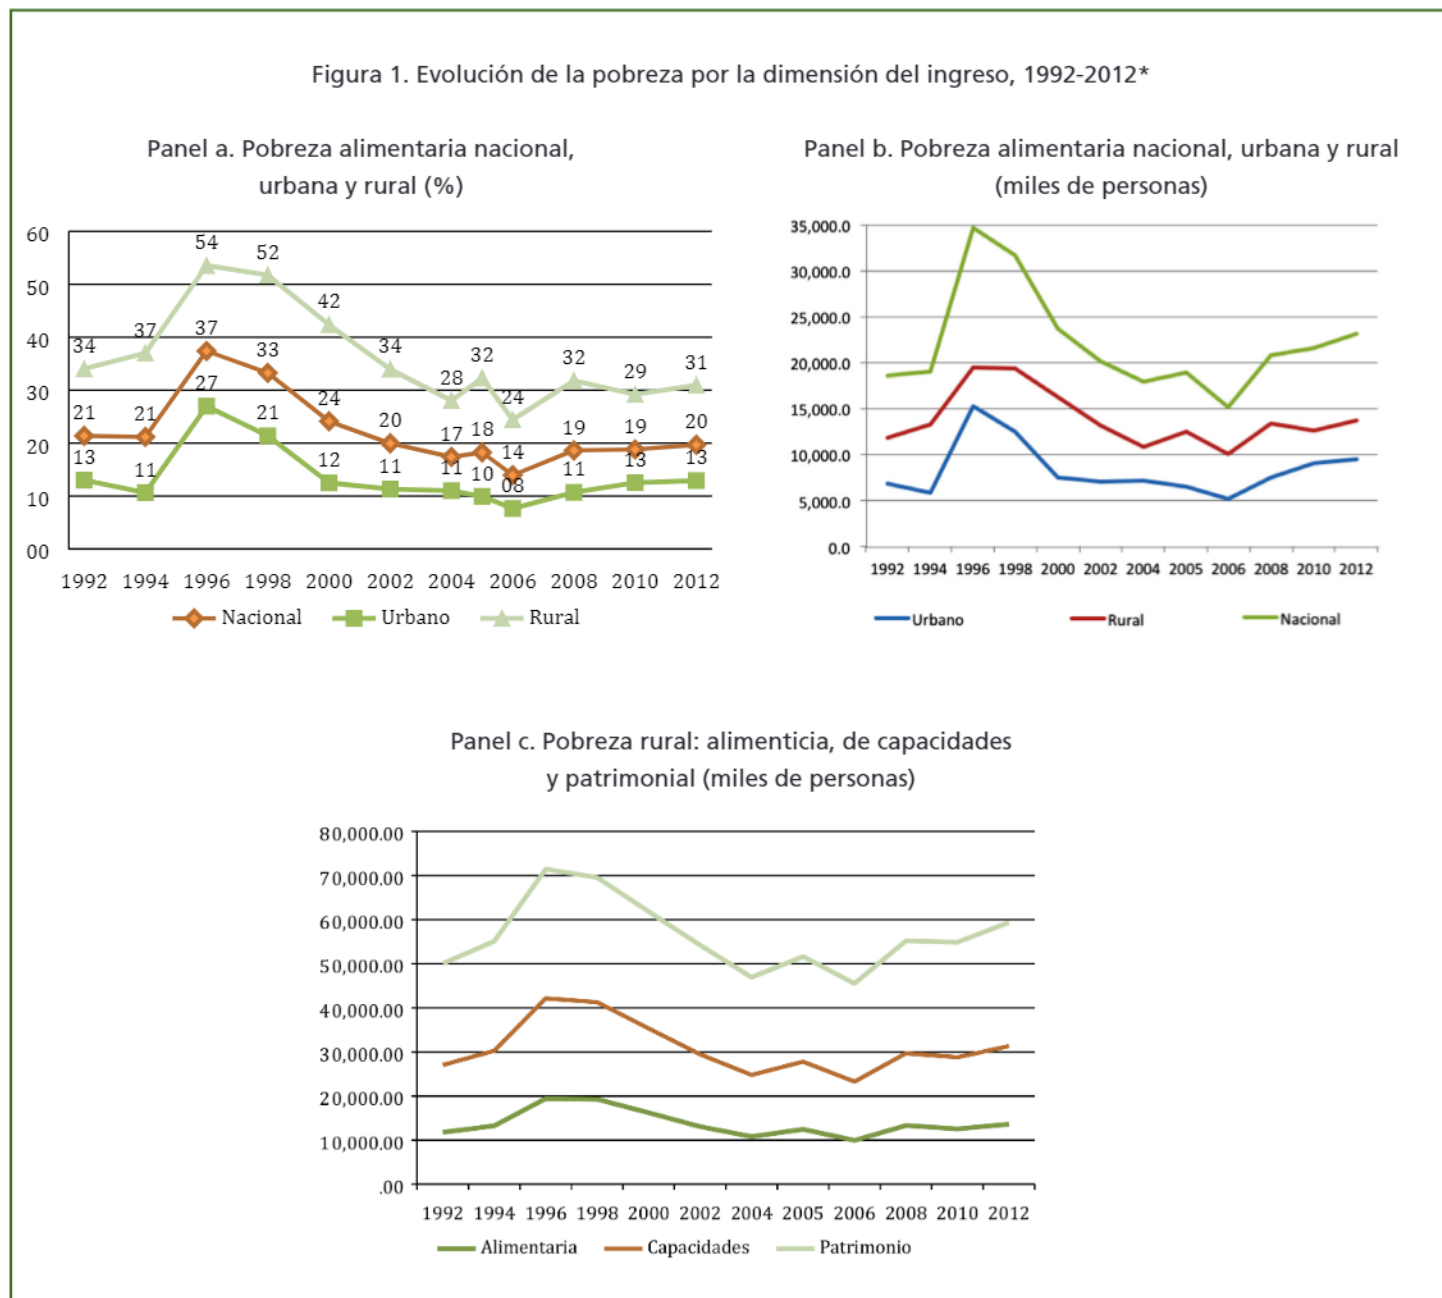 Figura 1. Evolución de la pobreza por la dimensión del ingreso, 1992-2012*
Panel a. Pobreza alimentaria nacional,
urbana y rural (%)
60
50
40
30
20
10
00
34 37 54 52 42 34 28 32 24 32 29 31
21 21 37 33 24 20 17 18 14 19 19 20
13 11 27 21 12 11 11 10 08 11 13 13
1992 1994 1996 1998 2000 2002 2004 2006 2008 2010 2012
Nacional Urbano Rural
Panel b. Pobreza alimentaria nacional, urbana y rural
(miles de personas)
35,000.0
30,000.0
25,000.0
20,000.0
15,000.0
10,000.0
5,000.0
0.0
1992 1994 1996 1998 2000 2002 2004 2005 2006 2008 2010 2012
Urbano Rural Nacional
Panel c. Pobreza rural: alimenticia, de capacidades
y patrimonial (miles de personas)
80,000.00
70,000.00
60,000.00
50,000.00
40,000.00
30,000.00
20,000.00
10,000.00
.00
1992 1994 1996 1998 2000 2002 2004 2005 2006 2008 2010 2012
Alimentaria Capacidades Patrimonio